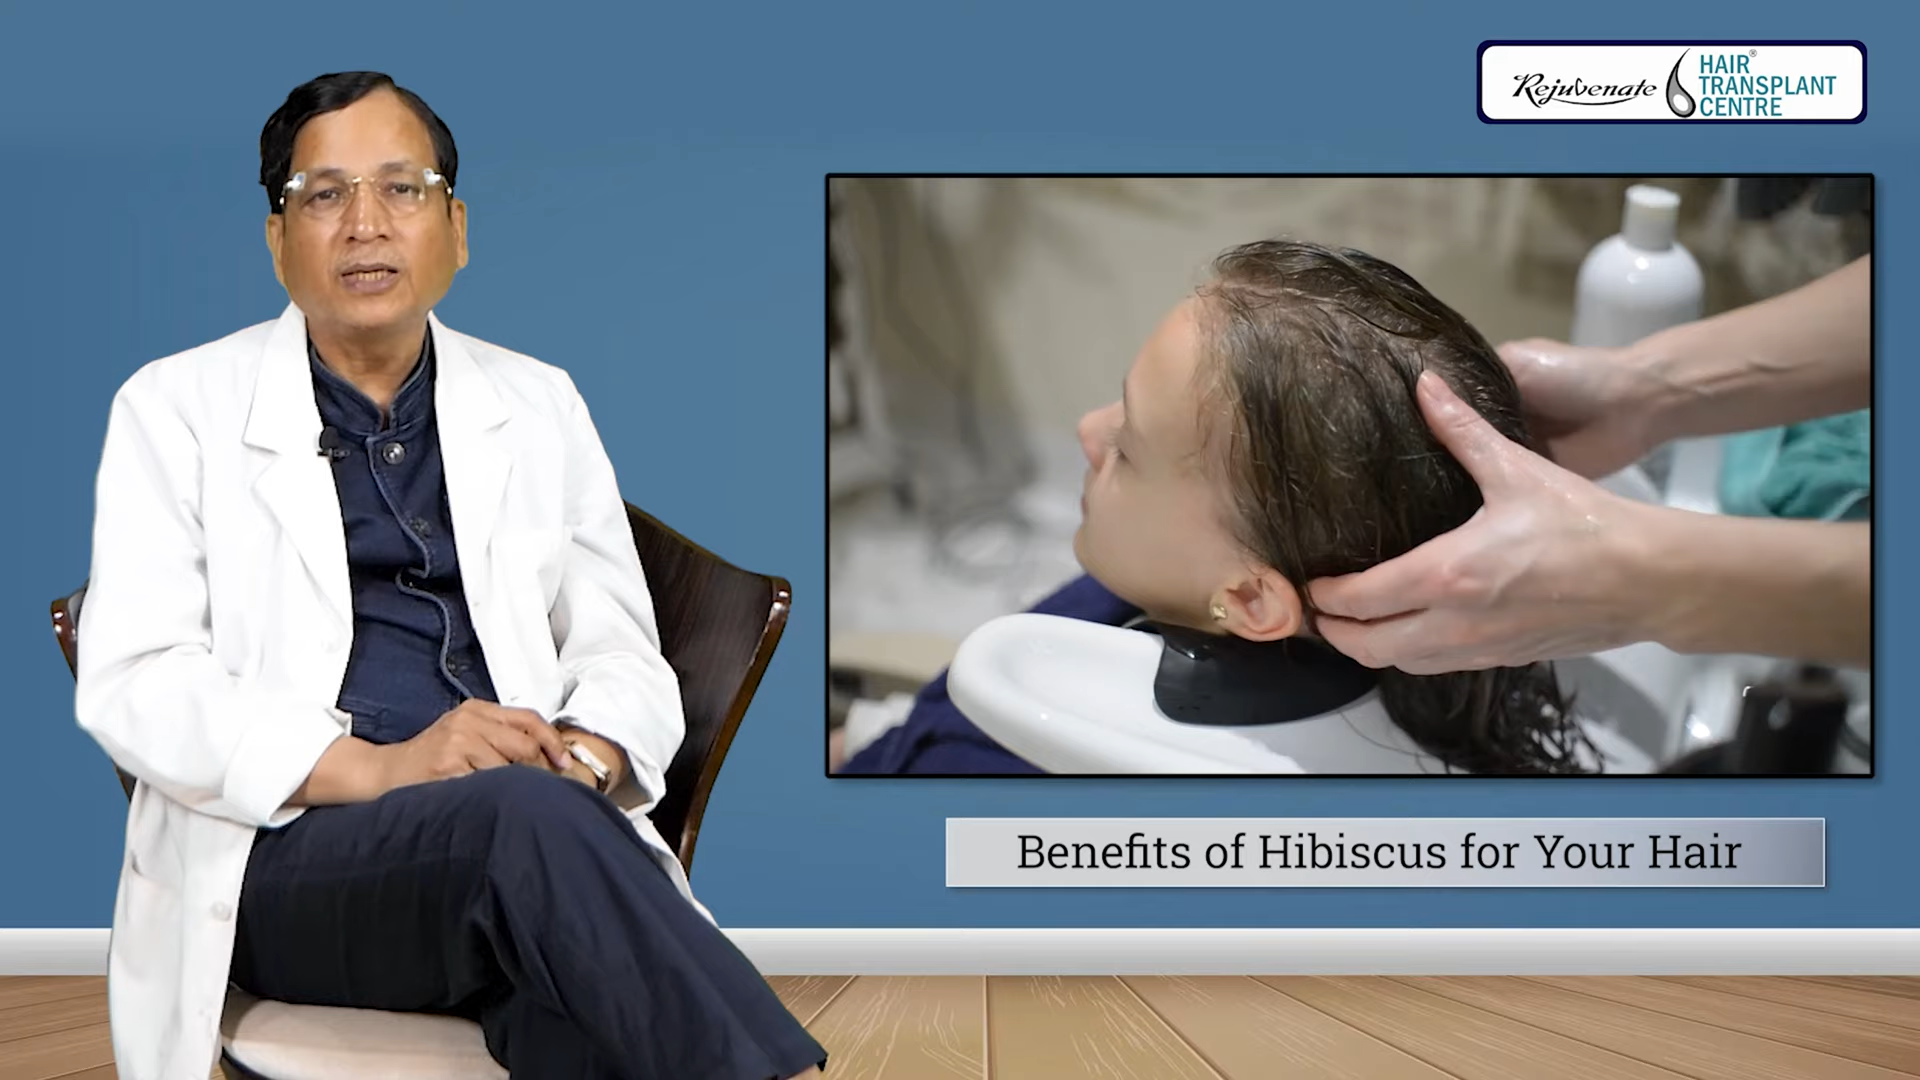 Rejuvenate
HAIR®
TRANSPLANT
CENTRE
Benefits of Hibiscus for Your Hair